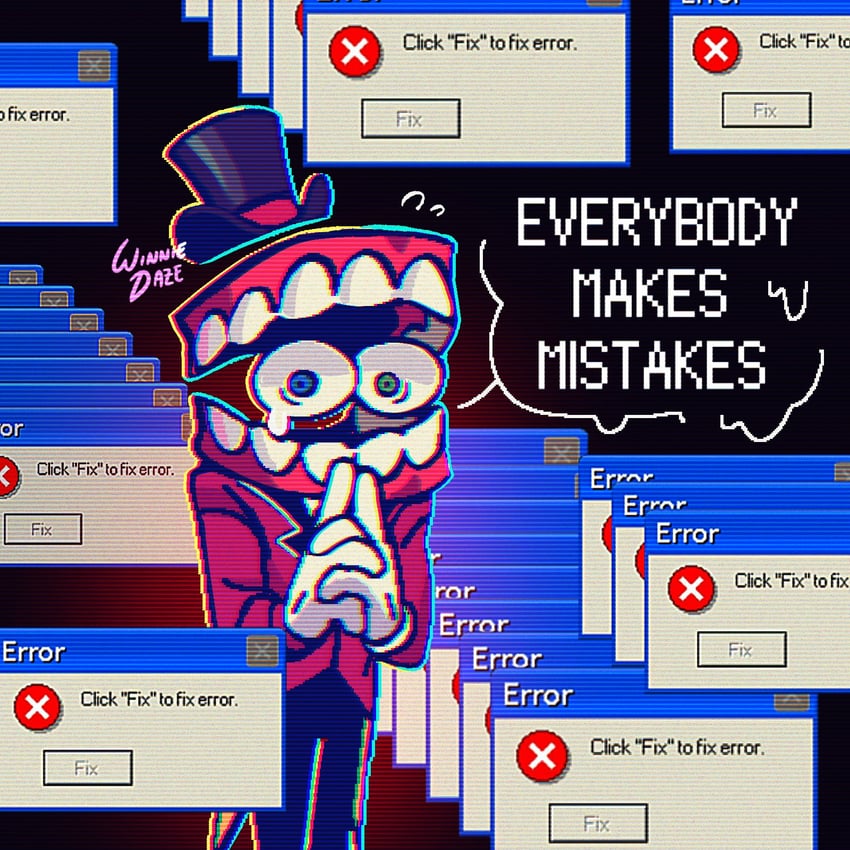 Error
Click "Fix" to fix error.
Fix
Error
Click "Fix" to
Fix
to fix error.
EVERYBODY
MAKES
MISTAKES
WINNIE
DAZE
Click "Fix" to fix error.
Fix
Error
Error
Error
Click "Fix" to fix
Fix
Error
Error
Error
Click "Fix" to fix error.
Fix
Error
Click "Fix" to fix error.
Fix